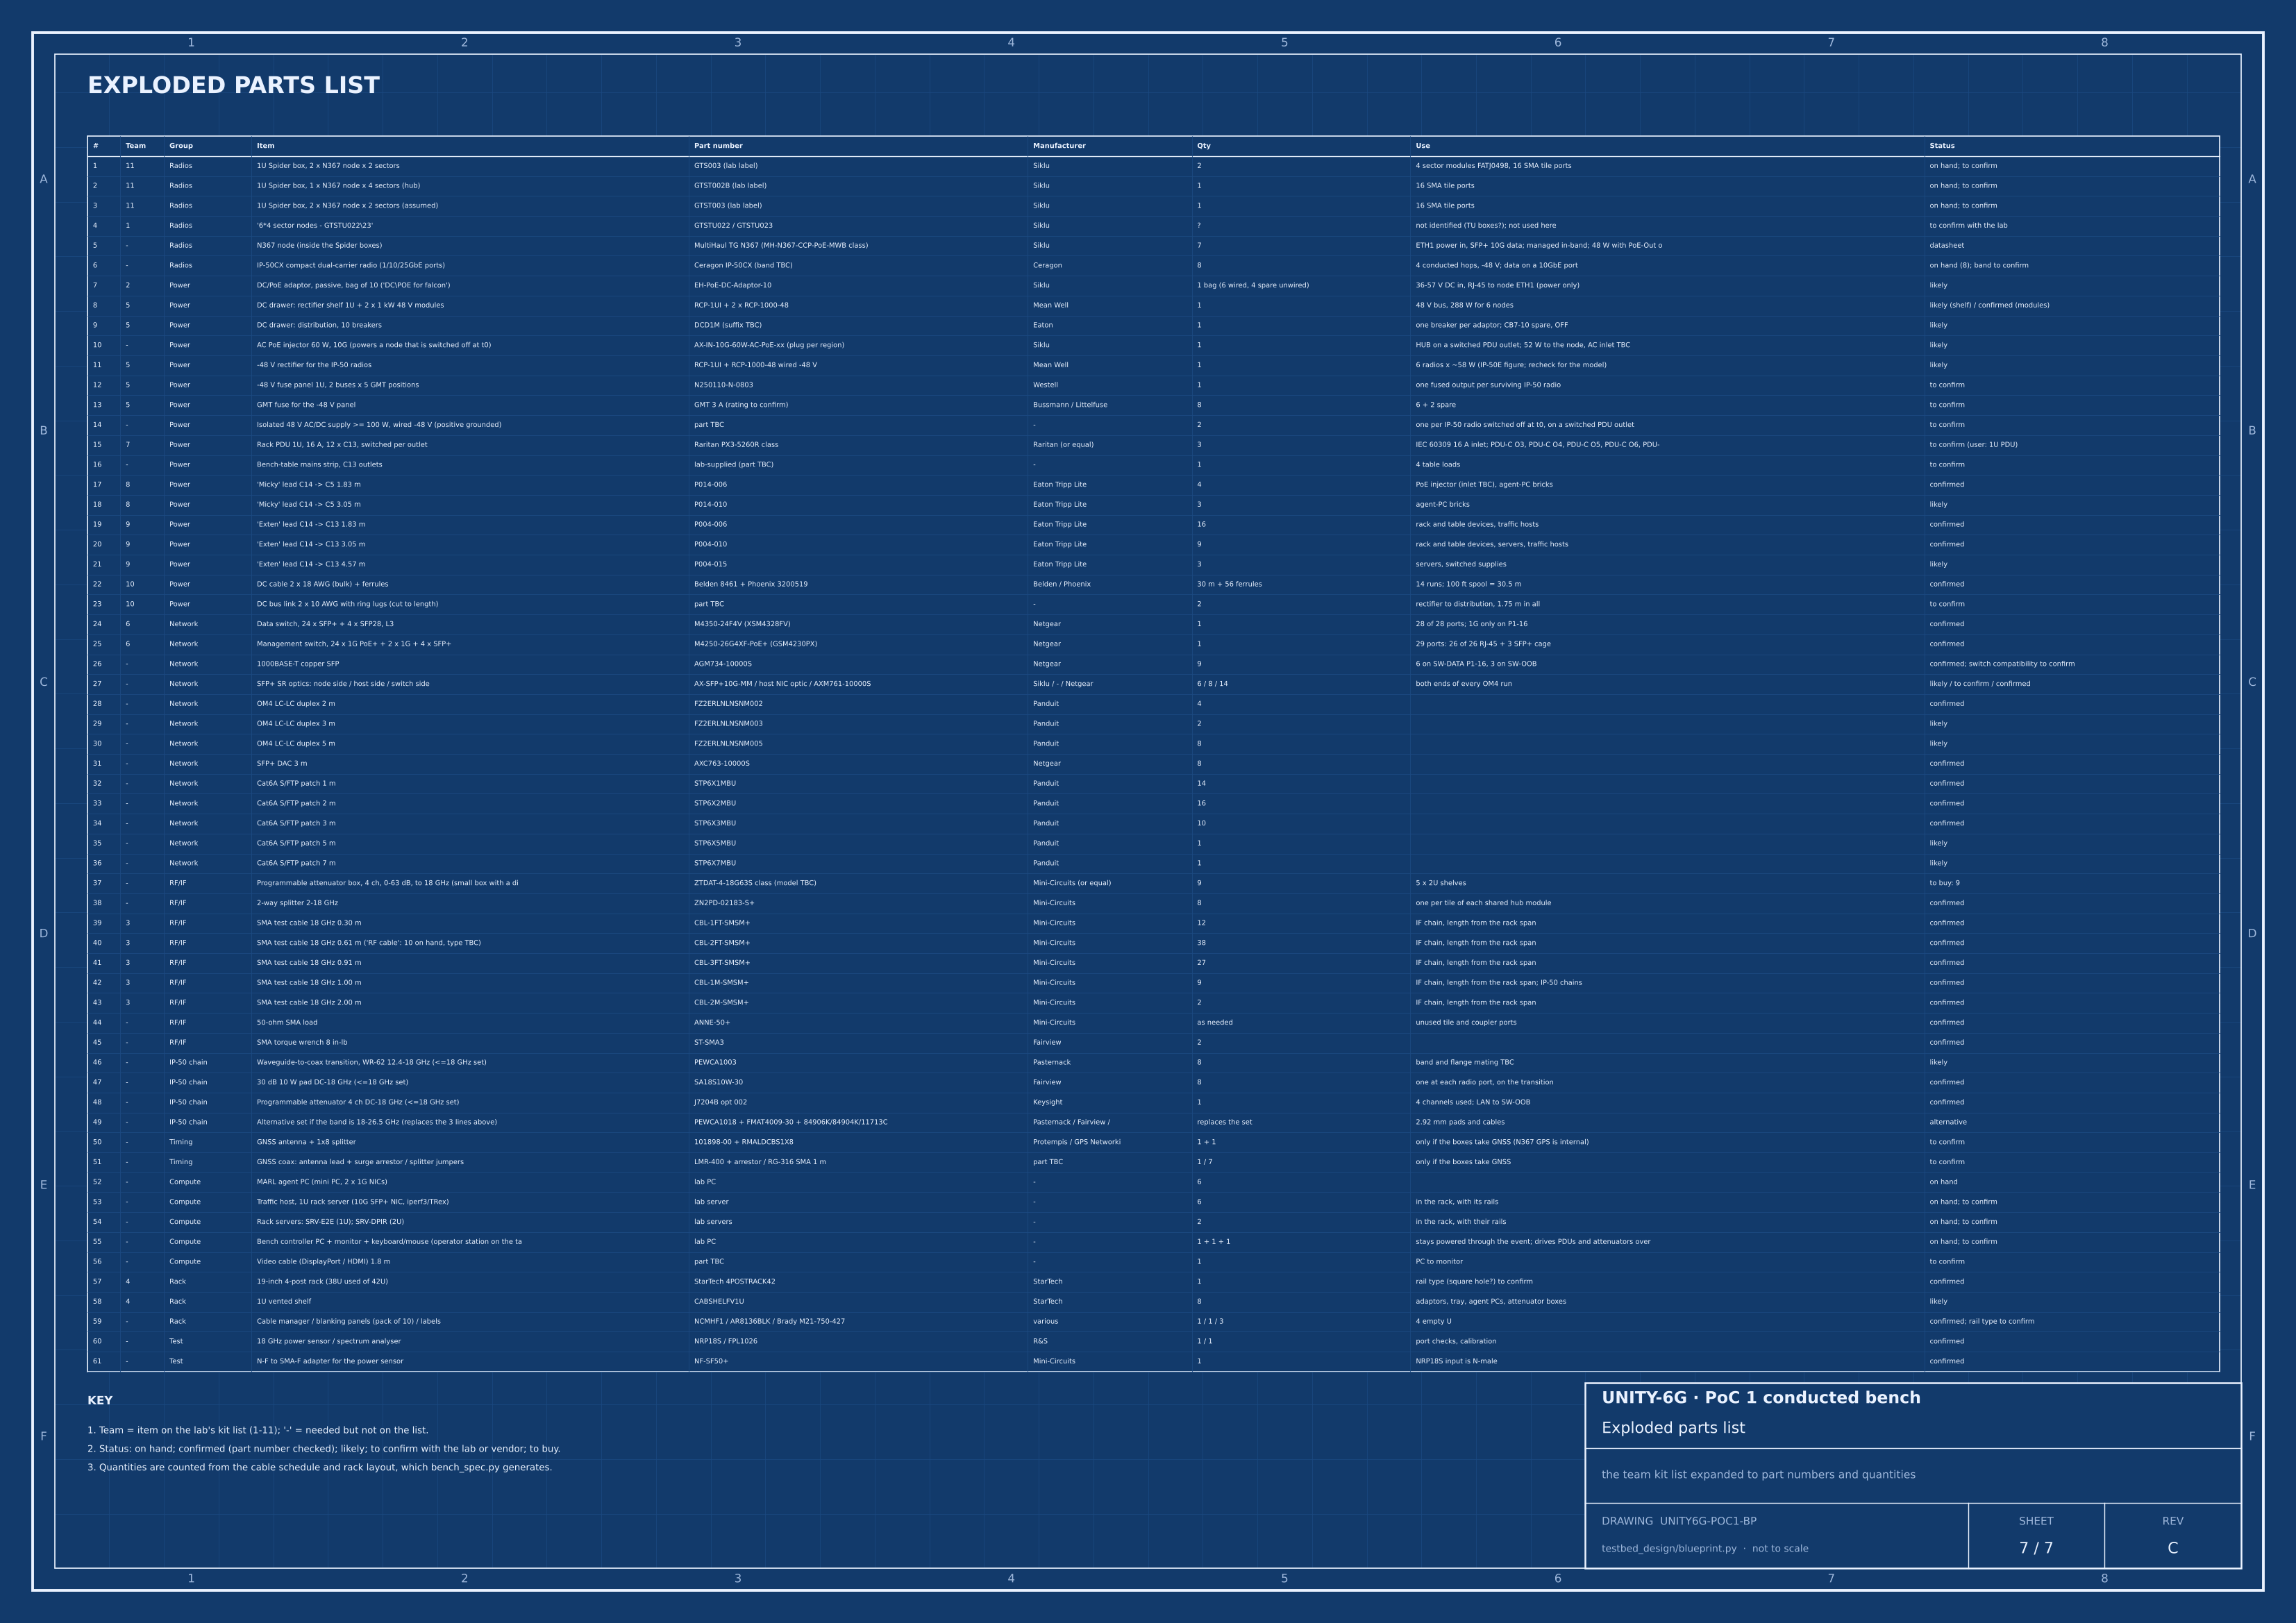 1 2 3 4 5 6 7 8
EXPLODED PARTS LIST
# Team Group Item Part number Manufacturer Qty Use Status
1 11 Radios 1U Spider box, 2 x N367 node x 2 sectors GTS003 (lab label) Siklu 2 4 sector modules FATJ0498, 16 SMA tile ports on hand; to confirm
A A
2 11 Radios 1U Spider box, 1 x N367 node x 4 sectors (hub) GTST002B (lab label) Siklu 1 16 SMA tile ports on hand; to confirm
3 11 Radios 1U Spider box, 2 x N367 node x 2 sectors (assumed) GTST003 (lab label) Siklu 1 16 SMA tile ports on hand; to confirm
4 1 Radios '6*4 sector nodes - GTSTU022\23' GTSTU022 / GTSTU023 Siklu ? not identified (TU boxes?); not used here to confirm with the lab
5 - Radios N367 node (inside the Spider boxes) MultiHaul TG N367 (MH-N367-CCP-PoE-MWB class) Siklu 7 ETH1 power in, SFP+ 10G data; managed in-band; 48 W with PoE-Out o datasheet
6 - Radios IP-50CX compact dual-carrier radio (1/10/25GbE ports) Ceragon IP-50CX (band TBC) Ceragon 8 4 conducted hops, -48 V; data on a 10GbE port on hand (8); band to confirm
7 2 Power DC/PoE adaptor, passive, bag of 10 ('DC\POE for falcon') EH-PoE-DC-Adaptor-10 Siklu 1 bag (6 wired, 4 spare unwired) 36-57 V DC in, RJ-45 to node ETH1 (power only) likely
8 5 Power DC drawer: rectifier shelf 1U + 2 x 1 kW 48 V modules RCP-1UI + 2 x RCP-1000-48 Mean Well 1 48 V bus, 288 W for 6 nodes likely (shelf) / confirmed (modules)
9 5 Power DC drawer: distribution, 10 breakers DCD1M (suffix TBC) Eaton 1 one breaker per adaptor; CB7-10 spare, OFF likely
10 - Power AC PoE injector 60 W, 10G (powers a node that is switched off at t0) AX-IN-10G-60W-AC-PoE-xx (plug per region) Siklu 1 HUB on a switched PDU outlet; 52 W to the node, AC inlet TBC likely
11 5 Power -48 V rectifier for the IP-50 radios RCP-1UI + RCP-1000-48 wired -48 V Mean Well 1 6 radios x ~58 W (IP-50E figure; recheck for the model) likely
12 5 Power -48 V fuse panel 1U, 2 buses x 5 GMT positions N250110-N-0803 Westell 1 one fused output per surviving IP-50 radio to confirm
13 5 Power GMT fuse for the -48 V panel GMT 3 A (rating to confirm) Bussmann / Littelfuse 8 6 + 2 spare to confirm
14 - Power Isolated 48 V AC/DC supply >= 100 W, wired -48 V (positive grounded) part TBC - 2 one per IP-50 radio switched off at t0, on a switched PDU outlet to confirm
B B
15 7 Power Rack PDU 1U, 16 A, 12 x C13, switched per outlet Raritan PX3-5260R class Raritan (or equal) 3 IEC 60309 16 A inlet; PDU-C O3, PDU-C O4, PDU-C O5, PDU-C O6, PDU- to confirm (user: 1U PDU)
16 - Power Bench-table mains strip, C13 outlets lab-supplied (part TBC) - 1 4 table loads to confirm
17 8 Power 'Micky' lead C14 -> C5 1.83 m P014-006 Eaton Tripp Lite 4 PoE injector (inlet TBC), agent-PC bricks confirmed
18 8 Power 'Micky' lead C14 -> C5 3.05 m P014-010 Eaton Tripp Lite 3 agent-PC bricks likely
19 9 Power 'Exten' lead C14 -> C13 1.83 m P004-006 Eaton Tripp Lite 16 rack and table devices, traffic hosts confirmed
20 9 Power 'Exten' lead C14 -> C13 3.05 m P004-010 Eaton Tripp Lite 9 rack and table devices, servers, traffic hosts confirmed
21 9 Power 'Exten' lead C14 -> C13 4.57 m P004-015 Eaton Tripp Lite 3 servers, switched supplies likely
22 10 Power DC cable 2 x 18 AWG (bulk) + ferrules Belden 8461 + Phoenix 3200519 Belden / Phoenix 30 m + 56 ferrules 14 runs; 100 ft spool = 30.5 m confirmed
23 10 Power DC bus link 2 x 10 AWG with ring lugs (cut to length) part TBC - 2 rectifier to distribution, 1.75 m in all to confirm
24 6 Network Data switch, 24 x SFP+ + 4 x SFP28, L3 M4350-24F4V (XSM4328FV) Netgear 1 28 of 28 ports; 1G only on P1-16 confirmed
25 6 Network Management switch, 24 x 1G PoE+ + 2 x 1G + 4 x SFP+ M4250-26G4XF-PoE+ (GSM4230PX) Netgear 1 29 ports: 26 of 26 RJ-45 + 3 SFP+ cage confirmed
26 - Network 1000BASE-T copper SFP AGM734-10000S Netgear 9 6 on SW-DATA P1-16, 3 on SW-OOB confirmed; switch compatibility to confirm
C C
27 - Network SFP+ SR optics: node side / host side / switch side AX-SFP+10G-MM / host NIC optic / AXM761-10000S Siklu / - / Netgear 6 / 8 / 14 both ends of every OM4 run likely / to confirm / confirmed
28 - Network OM4 LC-LC duplex 2 m FZ2ERLNLNSNM002 Panduit 4 confirmed
29 - Network OM4 LC-LC duplex 3 m FZ2ERLNLNSNM003 Panduit 2 likely
30 - Network OM4 LC-LC duplex 5 m FZ2ERLNLNSNM005 Panduit 8 likely
31 - Network SFP+ DAC 3 m AXC763-10000S Netgear 8 confirmed
32 - Network Cat6A S/FTP patch 1 m STP6X1MBU Panduit 14 confirmed
33 - Network Cat6A S/FTP patch 2 m STP6X2MBU Panduit 16 confirmed
34 - Network Cat6A S/FTP patch 3 m STP6X3MBU Panduit 10 confirmed
35 - Network Cat6A S/FTP patch 5 m STP6X5MBU Panduit 1 likely
36 - Network Cat6A S/FTP patch 7 m STP6X7MBU Panduit 1 likely
37 - RF/IF Programmable attenuator box, 4 ch, 0-63 dB, to 18 GHz (small box with a di ZTDAT-4-18G63S class (model TBC) Mini-Circuits (or equal) 9 5 x 2U shelves to buy: 9
38 - RF/IF 2-way splitter 2-18 GHz ZN2PD-02183-S+ Mini-Circuits 8 one per tile of each shared hub module confirmed
39 3 RF/IF SMA test cable 18 GHz 0.30 m CBL-1FT-SMSM+ Mini-Circuits 12 IF chain, length from the rack span confirmed
D D
40 3 RF/IF SMA test cable 18 GHz 0.61 m ('RF cable': 10 on hand, type TBC) CBL-2FT-SMSM+ Mini-Circuits 38 IF chain, length from the rack span confirmed
41 3 RF/IF SMA test cable 18 GHz 0.91 m CBL-3FT-SMSM+ Mini-Circuits 27 IF chain, length from the rack span confirmed
42 3 RF/IF SMA test cable 18 GHz 1.00 m CBL-1M-SMSM+ Mini-Circuits 9 IF chain, length from the rack span; IP-50 chains confirmed
43 3 RF/IF SMA test cable 18 GHz 2.00 m CBL-2M-SMSM+ Mini-Circuits 2 IF chain, length from the rack span confirmed
44 - RF/IF 50-ohm SMA load ANNE-50+ Mini-Circuits as needed unused tile and coupler ports confirmed
45 - RF/IF SMA torque wrench 8 in-lb ST-SMA3 Fairview 2 confirmed
46 - IP-50 chain Waveguide-to-coax transition, WR-62 12.4-18 GHz (<=18 GHz set) PEWCA1003 Pasternack 8 band and flange mating TBC likely
47 - IP-50 chain 30 dB 10 W pad DC-18 GHz (<=18 GHz set) SA18S10W-30 Fairview 8 one at each radio port, on the transition confirmed
48 - IP-50 chain Programmable attenuator 4 ch DC-18 GHz (<=18 GHz set) J7204B opt 002 Keysight 1 4 channels used; LAN to SW-OOB confirmed
49 - IP-50 chain Alternative set if the band is 18-26.5 GHz (replaces the 3 lines above) PEWCA1018 + FMAT4009-30 + 84906K/84904K/11713C Pasternack / Fairview / replaces the set 2.92 mm pads and cables alternative
50 - Timing GNSS antenna + 1x8 splitter 101898-00 + RMALDCBS1X8 Protempis / GPS Networki 1 + 1 only if the boxes take GNSS (N367 GPS is internal) to confirm
51 - Timing GNSS coax: antenna lead + surge arrestor / splitter jumpers LMR-400 + arrestor / RG-316 SMA 1 m part TBC 1 / 7 only if the boxes take GNSS to confirm
52 - Compute MARL agent PC (mini PC, 2 x 1G NICs) lab PC - 6 on hand
E E
53 - Compute Traffic host, 1U rack server (10G SFP+ NIC, iperf3/TRex) lab server - 6 in the rack, with its rails on hand; to confirm
54 - Compute Rack servers: SRV-E2E (1U); SRV-DPIR (2U) lab servers - 2 in the rack, with their rails on hand; to confirm
55 - Compute Bench controller PC + monitor + keyboard/mouse (operator station on the ta lab PC - 1 + 1 + 1 stays powered through the event; drives PDUs and attenuators over on hand; to confirm
56 - Compute Video cable (DisplayPort / HDMI) 1.8 m part TBC - 1 PC to monitor to confirm
57 4 Rack 19-inch 4-post rack (38U used of 42U) StarTech 4POSTRACK42 StarTech 1 rail type (square hole?) to confirm confirmed
58 4 Rack 1U vented shelf CABSHELFV1U StarTech 8 adaptors, tray, agent PCs, attenuator boxes likely
59 - Rack Cable manager / blanking panels (pack of 10) / labels NCMHF1 / AR8136BLK / Brady M21-750-427 various 1 / 1 / 3 4 empty U confirmed; rail type to confirm
60 - Test 18 GHz power sensor / spectrum analyser NRP18S / FPL1026 R&S 1 / 1 port checks, calibration confirmed
61 - Test N-F to SMA-F adapter for the power sensor NF-SF50+ Mini-Circuits 1 NRP18S input is N-male confirmed
KEY
1. Team = item on the lab's kit list (1-11); '-' = needed but not on the list.
F F
2. Status: on hand; confirmed (part number checked); likely; to confirm with the lab or vendor; to buy.
3. Quantities are counted from the cable schedule and rack layout, which bench_spec.py generates.
UNITY-6G · PoC 1 conducted bench
Exploded parts list
the team kit list expanded to part numbers and quantities
DRAWING UNITY6G-POC1-BP SHEET REV
testbed_design/blueprint.py · not to scale 7 / 7 C
1 2 3 4 5 6 7 8